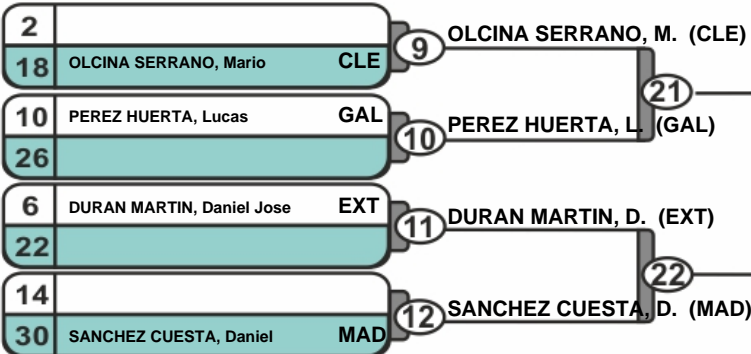 2
18 OLCINA SERRANO, Mario CLE
9
OLCINA SERRANO, M. (CLE)
21
10 PEREZ HUERTA, Lucas GAL
26
10
PEREZ HUERTA, L. (GAL)
6 DURAN MARTIN, Daniel Jose EXT
22
11
DURAN MARTIN, D. (EXT)
22
14
30 SANCHEZ CUESTA, Daniel MAD
12
SANCHEZ CUESTA, D. (MAD)